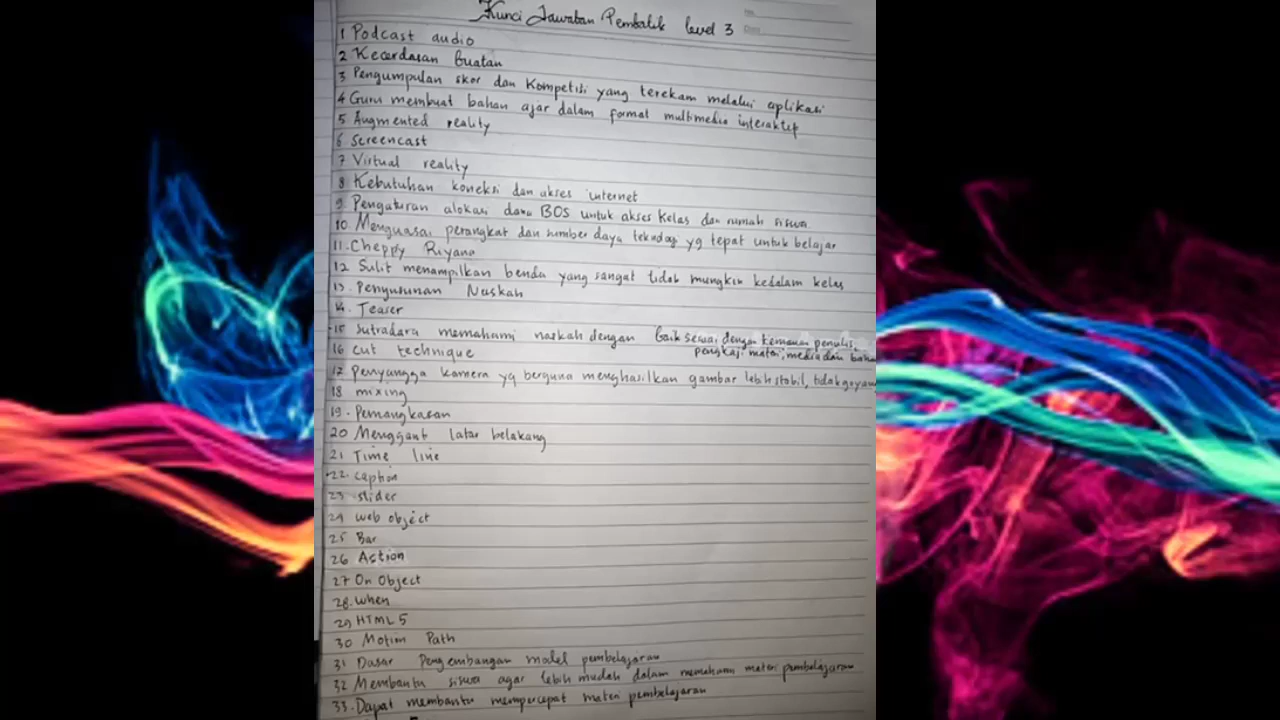 Kunci Jawaban Pembatik level 3
1 Podcast audio
2 Kecerdasan buatan
3 Pengumpulan skor dan Kompetisi yang terekam melalui aplikasi
4 Guru membuat bahan ajar dalam format multimedia interaktif
5 Augmented reality
6 Screencast
7 Virtual reality
8 Kebutuhan koneksi dan akses internet
9. Pengaturan alokasi dana BOS untuk akses Kelas dan rumah siswa
10. Menguasai perangkat dan sumber daya teknologi yg tepat untuk belajar
11. Cheppy Riyana
12 Sulit menampilkan benda yang sangat tidak mungkin kedalam kelas
13. Penyusunan Naskah
14. Teaser
15 Sutradara memahami naskah dengan baik sesuai dengan kemauan penulis,
pengkaji materi, media dan bahasa
16 cut technique
17 Penyangga kamera yg berguna menghasilkan gambar lebih stabil, tidak goyang
18 mixing
19. Pemangkasan
20 Mengganti latar belakang
21 Time line
22. caption
23 slider
24 web object
25 Bar
26 Action
27 On Object
28. When
29 HTML 5
30 Motion Path
31 Dasar Pengembangan model pembelajaran
32 Membantu siswa agar lebih mudah dalam memahami materi pembelajaran
33. Dapat membantu mempercepat materi pembelajaran